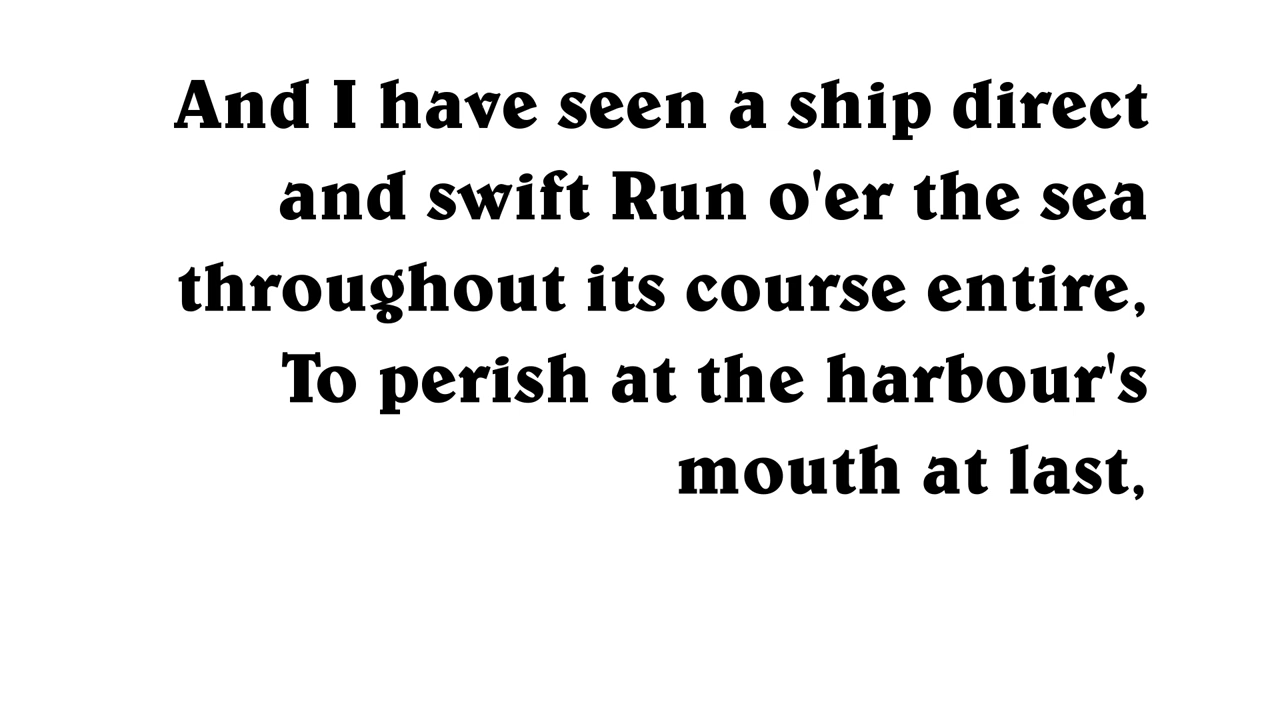 And I have seen a ship direct
and swift Run o'er the sea
throughout its course entire,
To perish at the harbour's
mouth at last,